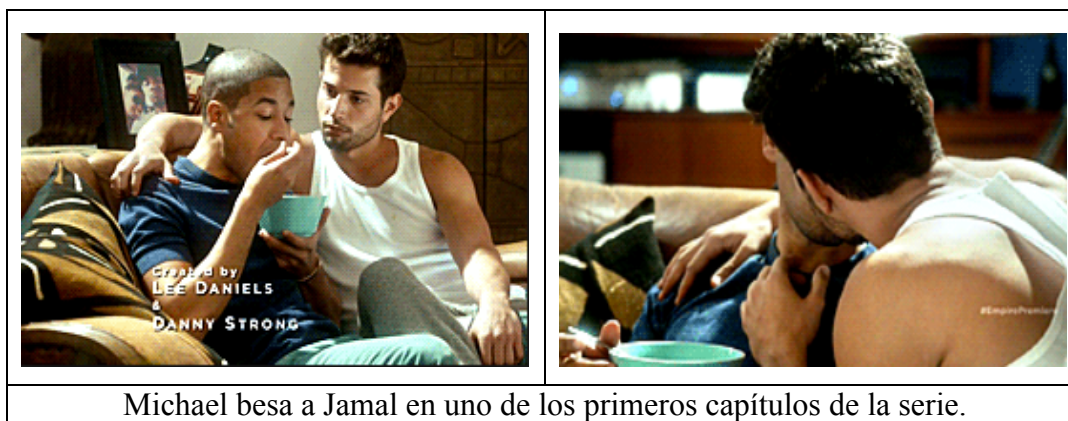 Created by
LEE DANIELS
&
DANNY STRONG
#EmpirePremiere
Michael besa a Jamal en uno de los primeros capítulos de la serie.